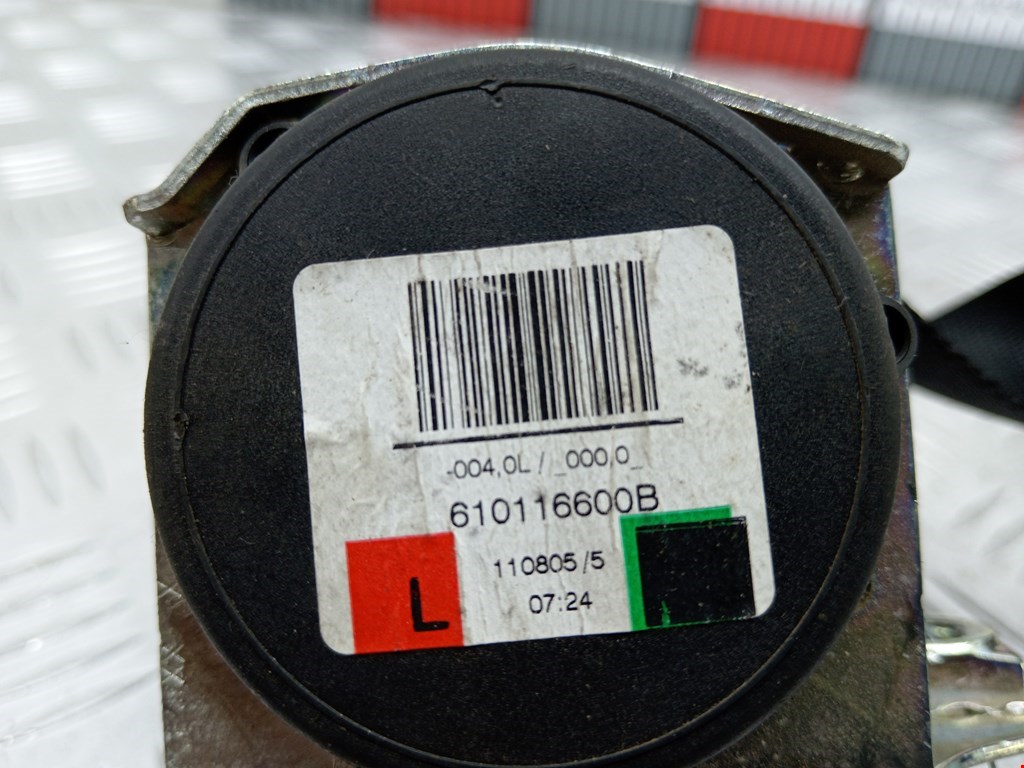 -004,0L / _000,0_
610116600B
110805 /5
07:24
L